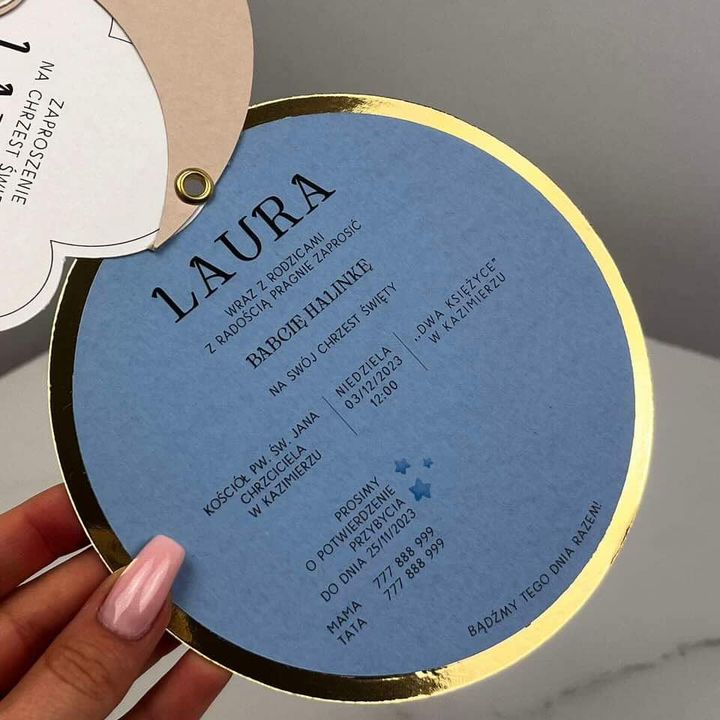 ZAPROSZENIE
NA CHRZEST
LAURA
WRAZ Z RODZICAMI
Z RADOŚCIĄ PRAGNIE ZAPROSIĆ
BABCIĘ HALINKĘ
NA SWÓJ CHRZEST ŚWIĘTY
KOŚCIÓŁ PW. ŚW. JANA
CHRZCICIELA
W KAZIMIERZU
NIEDZIELA
03/12/2023
12:00
,,DWA KSIĘŻYCE"
W KAZIMIERZU
PROSIMY
O POTWIERDZENIE
PRZYBYCIA
DO DNIA 25/11/2023
MAMA 777 888 999
TATA 777 888 999
BĄDŹMY TEGO DNIA RAZEM!